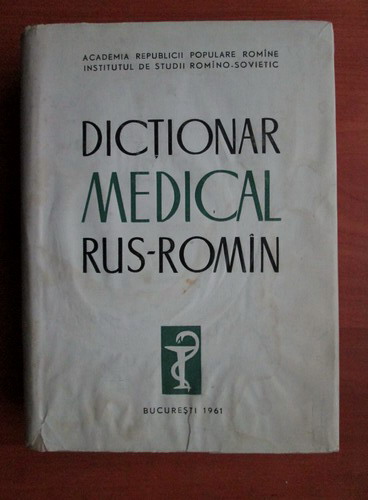 ACADEMIA REPUBLICII POPULARE ROMÎNE
INSTITUTUL DE STUDII ROMÎNO-SOVIETIC
DICȚIONAR
MEDICAL
RUS-ROMÎN
BUCUREȘTI 1961